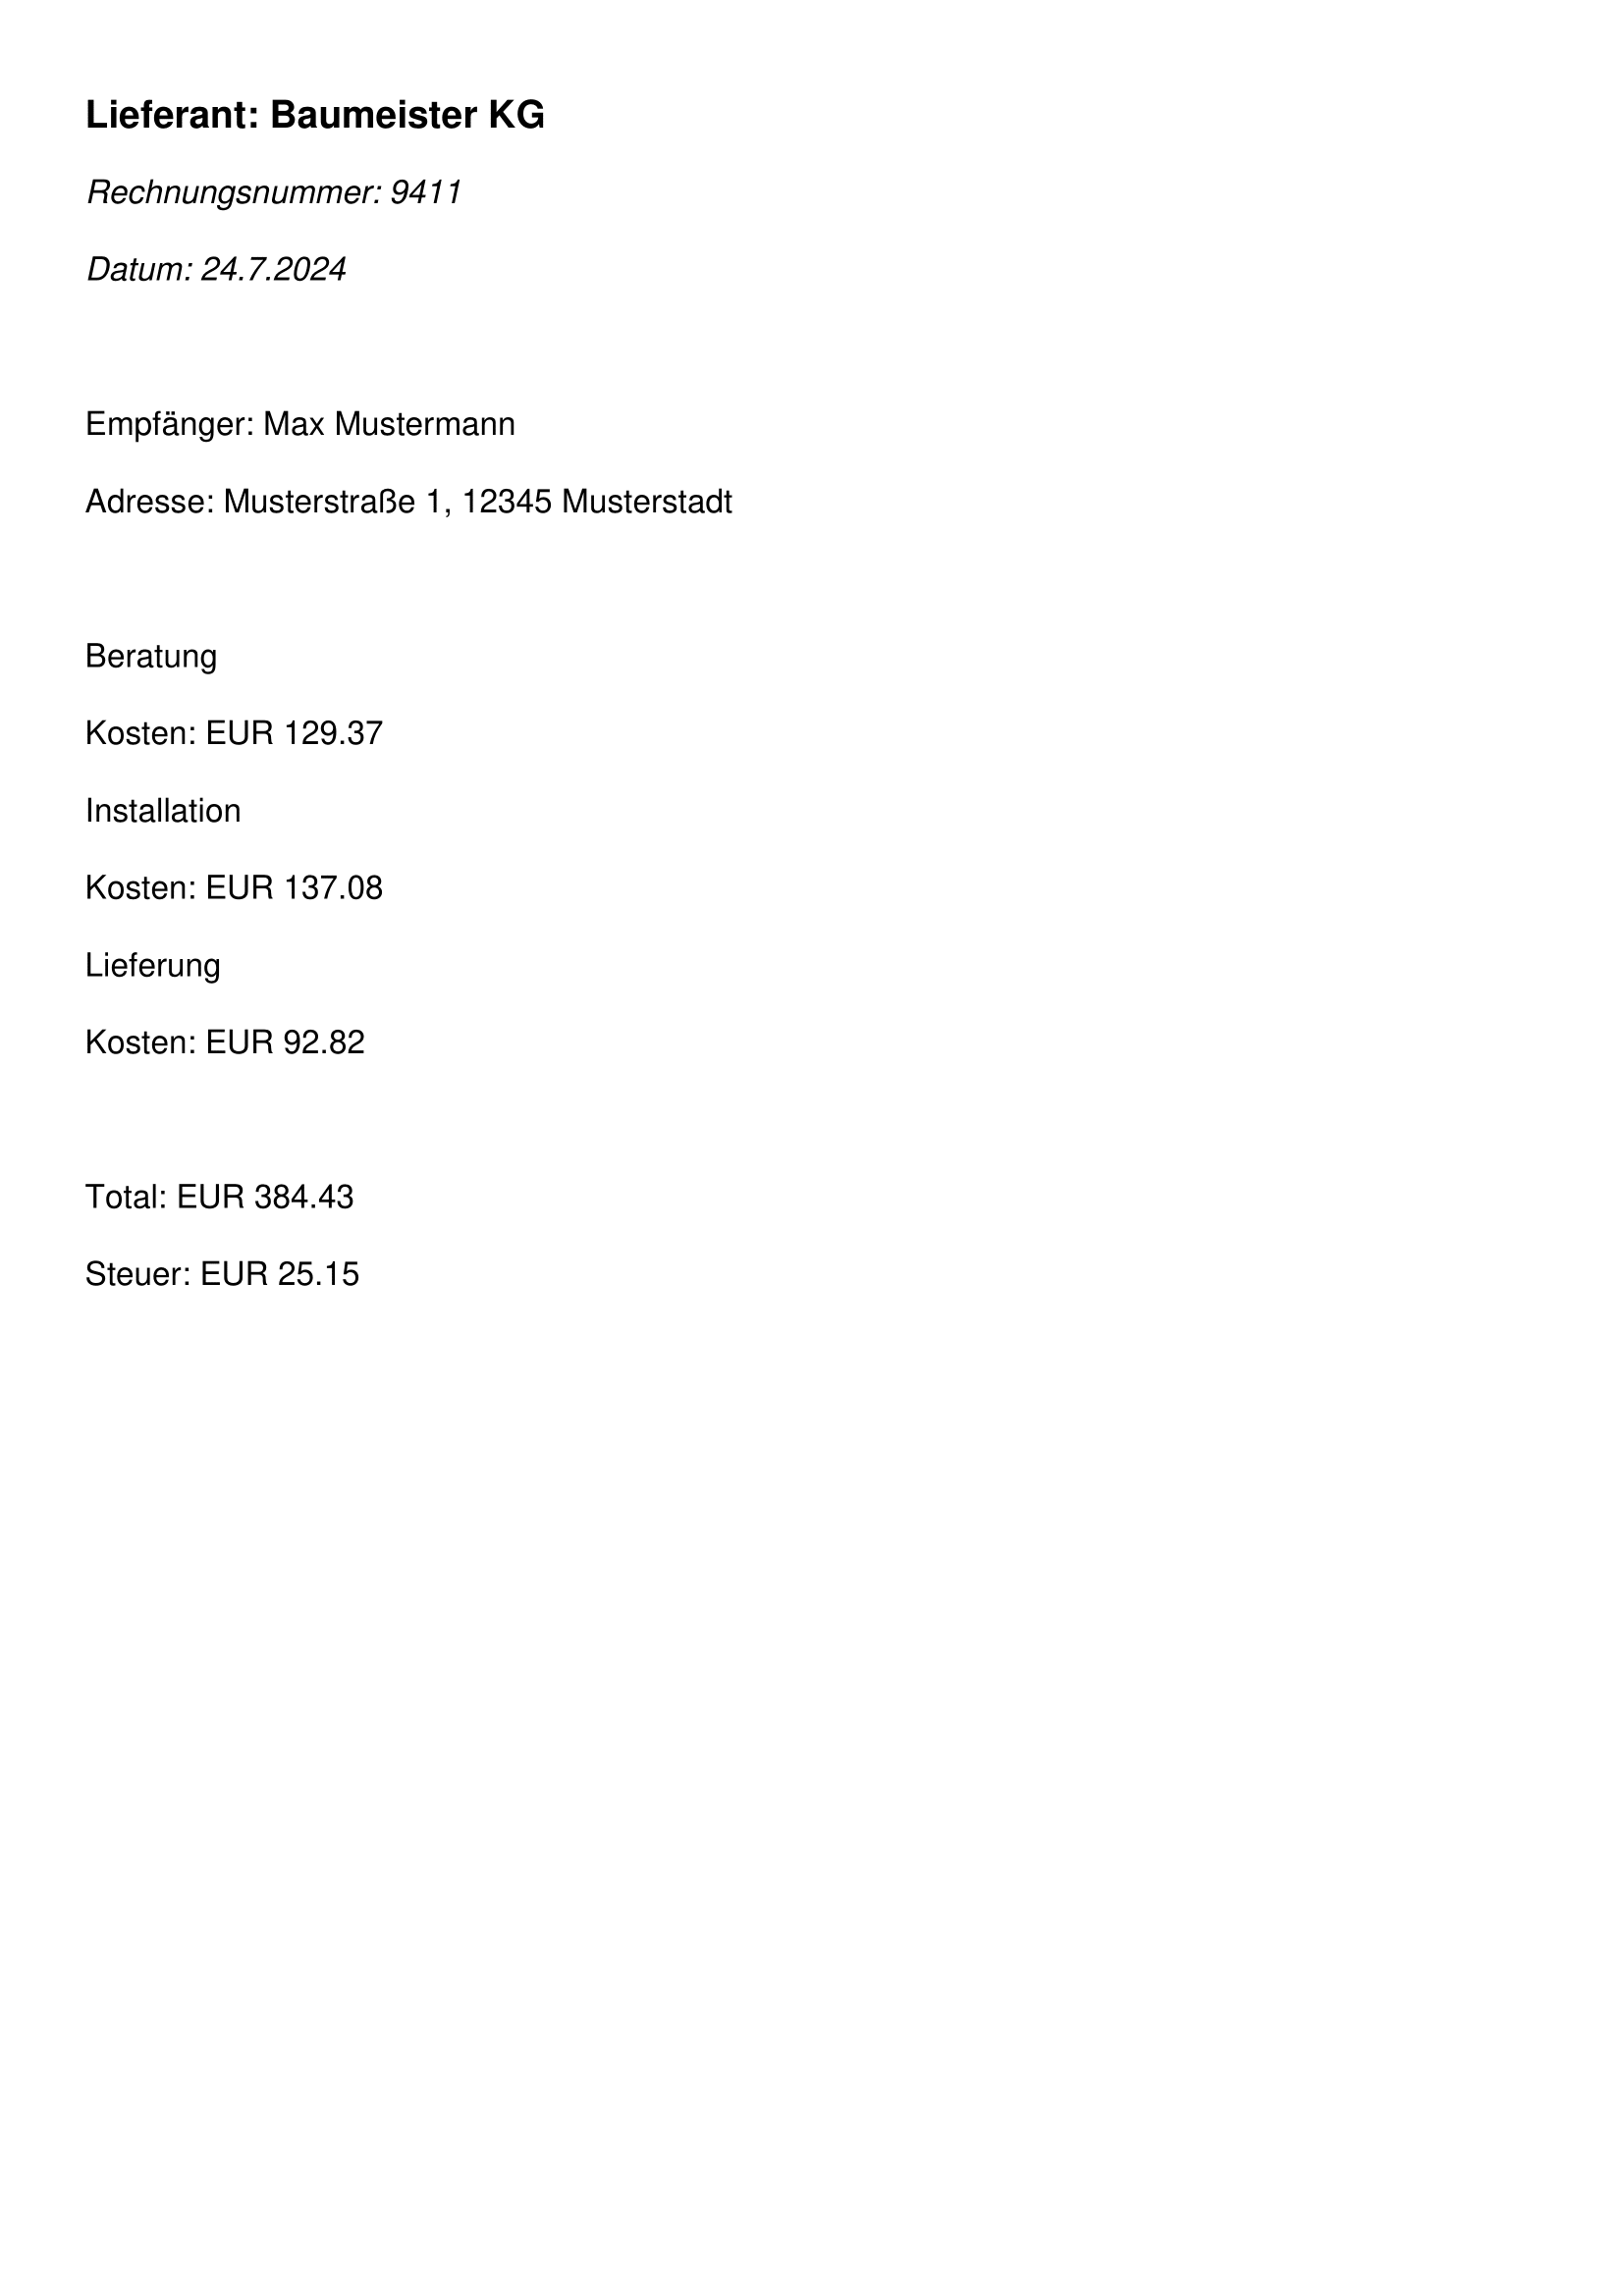 Lieferant: Baumeister KG
Rechnungsnummer: 9411
Datum: 24.7.2024
Empfänger: Max Mustermann
Adresse: Musterstraße 1, 12345 Musterstadt
Beratung
Kosten: EUR 129.37
Installation
Kosten: EUR 137.08
Lieferung
Kosten: EUR 92.82
Total: EUR 384.43
Steuer: EUR 25.15